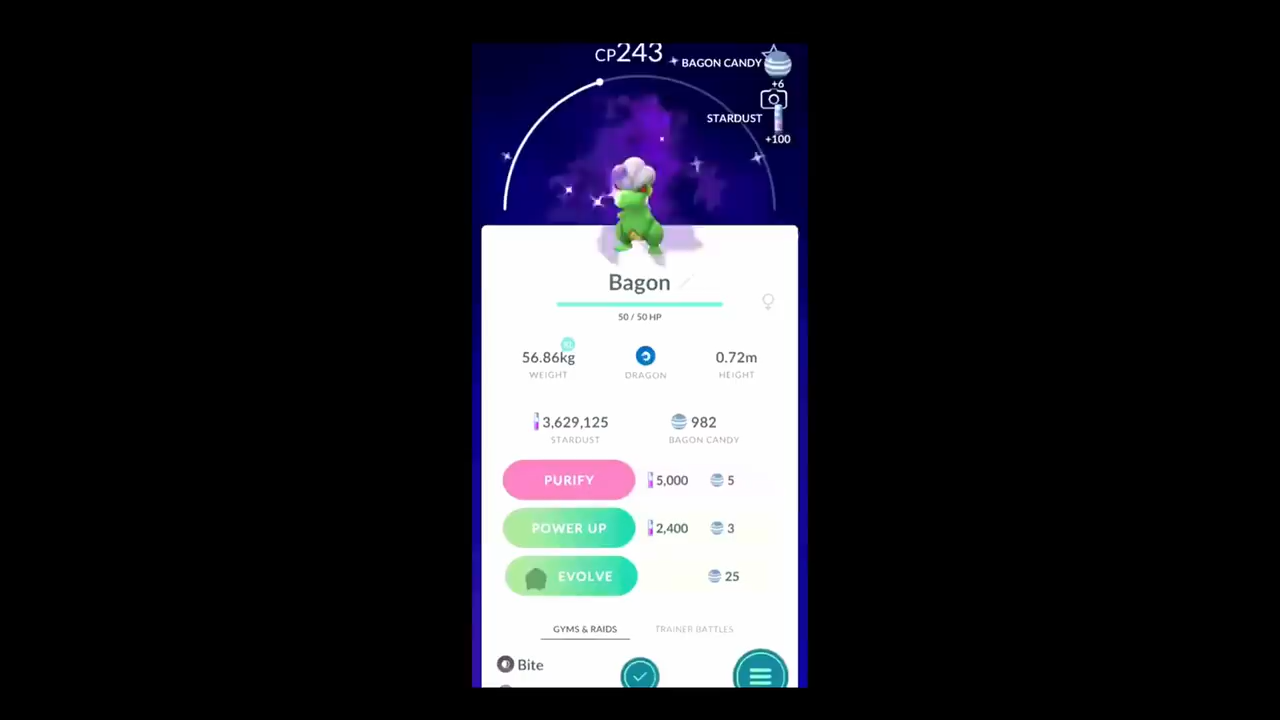 CP243
BAGON CANDY
+6
STARDUST
+100
Bagon
50 / 50 HP
XL
56.86kg
0.72m
WEIGHT
DRAGON
HEIGHT
3,629,125
982
STARDUST
BAGON CANDY
PURIFY 5,000 5
POWER UP 2,400 3
EVOLVE 25
GYMS & RAIDS
TRAINER BATTLES
Bite